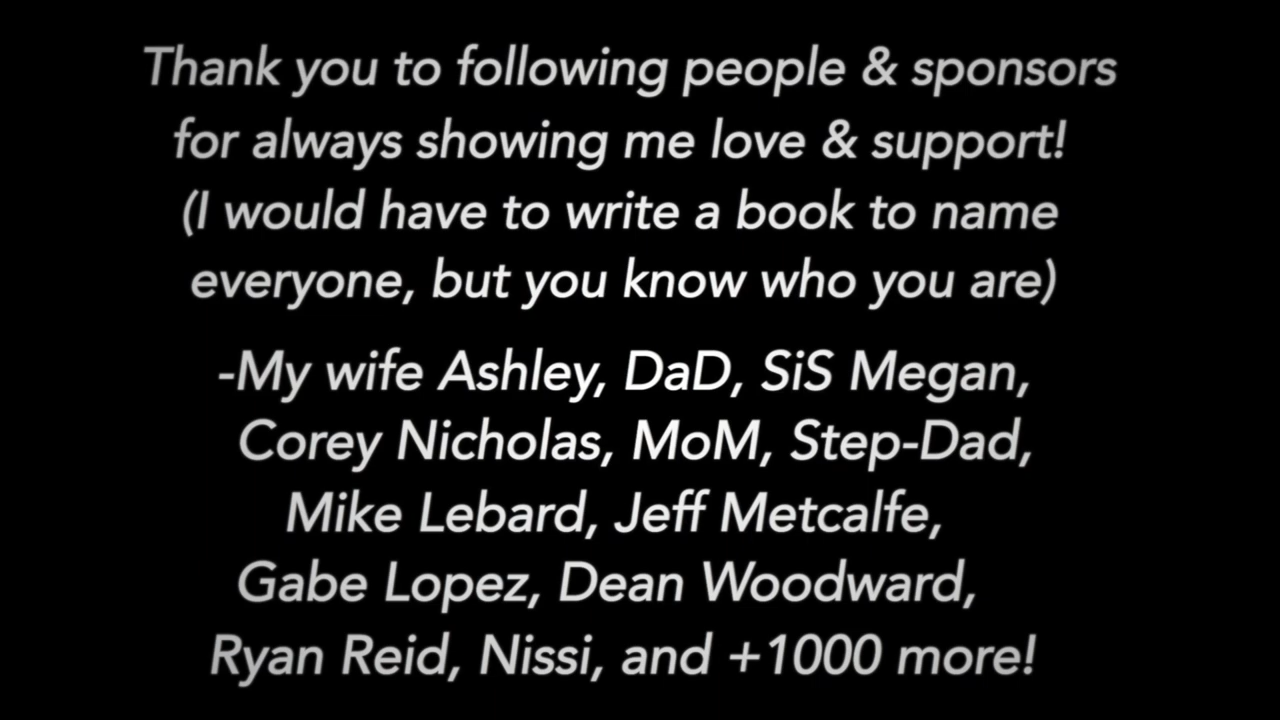 Thank you to following people & sponsors
for always showing me love & support!
(I would have to write a book to name
everyone, but you know who you are)
-My wife Ashley, DaD, SiS Megan,
Corey Nicholas, MoM, Step-Dad,
Mike Lebard, Jeff Metcalfe,
Gabe Lopez, Dean Woodward,
Ryan Reid, Nissi, and +1000 more!